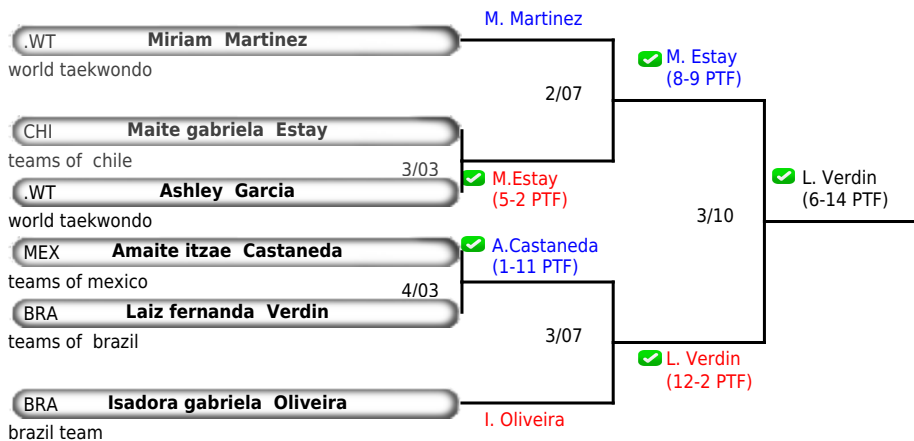 M. Martinez
.WT Miriam Martinez
world taekwondo
M. Estay
(8-9 PTF)
2/07
CHI Maite gabriela Estay
teams of chile
3/03
M.Estay
(5-2 PTF)
.WT Ashley Garcia
world taekwondo
L. Verdin
(6-14 PTF)
3/10
MEX Amaite itzae Castaneda
teams of mexico
A.Castaneda
(1-11 PTF)
4/03
BRA Laiz fernanda Verdin
teams of brazil
3/07
L. Verdin
(12-2 PTF)
BRA Isadora gabriela Oliveira
brazil team
I. Oliveira